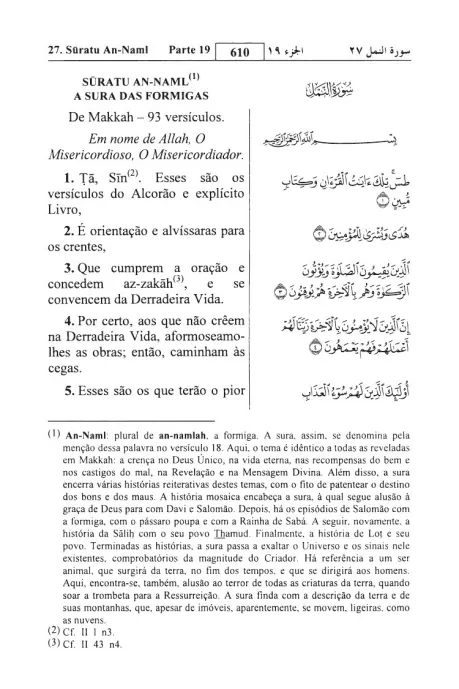 27. Sūratu An-Naml Parte 19 610 الجزء ١٩ سورة النمل ٢٧
SŪRATU AN-NAML(1)
A SURA DAS FORMIGAS
De Makkah – 93 versículos.
Em nome de Allah, O
Misericordioso, O Misericordiador.
1. Ṭā, Sīn(2). Esses são os
versículos do Alcorão e explícito
Livro,
2. É orientação e alvíssaras para
os crentes,
3. Que cumprem a oração e
concedem az-zakāh(3), e se
convencem da Derradeira Vida.
4. Por certo, aos que não crêem
na Derradeira Vida, aformoseamo-
lhes as obras; então, caminham às
cegas.
5. Esses são os que terão o pior
سُورَةُ النَّمْلِ
بِسْمِ اللَّهِ الرَّحْمَٰنِ الرَّحِيمِ
طسٓ ۚ تِلْكَ ءَايَٰتُ ٱلْقُرْءَانِ وَكِتَابٍ
مُّبِينٍ ١
هُدًى وَبُشْرَىٰ لِلْمُؤْمِنِينَ ٢
ٱلَّذِينَ يُقِيمُونَ ٱلصَّلَوٰةَ وَيُؤْتُونَ
ٱلزَّكَوٰةَ وَهُم بِٱلْأَخِرَةِ هُمْ يُوقِنُونَ ٣
إِنَّ ٱلَّذِينَ لَا يُؤْمِنُونَ بِٱلْأَخِرَةِ زَيَّنَّا لَهُمْ
أَعْمَٰلَهُمْ فَهُمْ يَعْمَهُونَ ٤
أُوْلَٰٓئِكَ ٱلَّذِينَ لَهُمْ سُوٓءُ ٱلْعَذَابِ
(1) An-Naml: plural de an-namlah, a formiga. A sura, assim, se denomina pela
menção dessa palavra no versículo 18. Aqui, o tema é idêntico a todas as reveladas
em Makkah: a crença no Deus Único, na vida eterna, nas recompensas do bem e
nos castigos do mal, na Revelação e na Mensagem Divina. Além disso, a sura
encerra várias histórias reiterativas destes temas, com o fito de patentear o destino
dos bons e dos maus. A história mosaica encabeça a sura, à qual segue alusão à
graça de Deus para com Davi e Salomão. Depois, há os episódios de Salomão com
a formiga, com o pássaro poupa e com a Rainha de Sabá. A seguir, novamente, a
história da Ṣāliḥ com o seu povo Thamud. Finalmente, a história de Loṭ e seu
povo. Terminadas as histórias, a sura passa a exaltar o Universo e os sinais nele
existentes, comprobatórios da magnitude do Criador. Há referência a um ser
animal, que surgirá da terra, no fim dos tempos, e que se dirigirá aos homens.
Aqui, encontra-se, também, alusão ao terror de todas as criaturas da terra, quando
soar a trombeta para a Ressurreição. A sura finda com a descrição da terra e de
suas montanhas, que, apesar de imóveis, aparentemente, se movem, ligeiras, como
as nuvens.
(2) Cf. II 1 n3.
(3) Cf. II 43 n4.